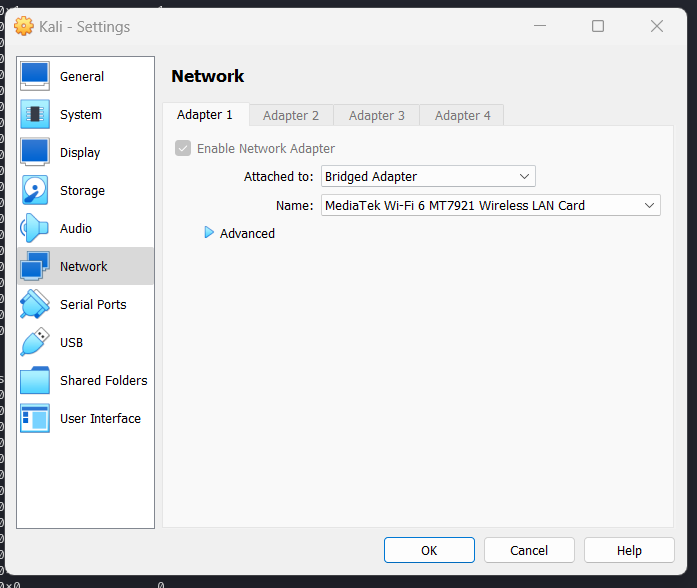 Kali - Settings
General
System
Display
Storage
Audio
Network
Serial Ports
USB
Shared Folders
User Interface
Network
Adapter 1
Adapter 2
Adapter 3
Adapter 4
Enable Network Adapter
Attached to: Bridged Adapter
Name: MediaTek Wi-Fi 6 MT7921 Wireless LAN Card
Advanced
OK
Cancel
Help